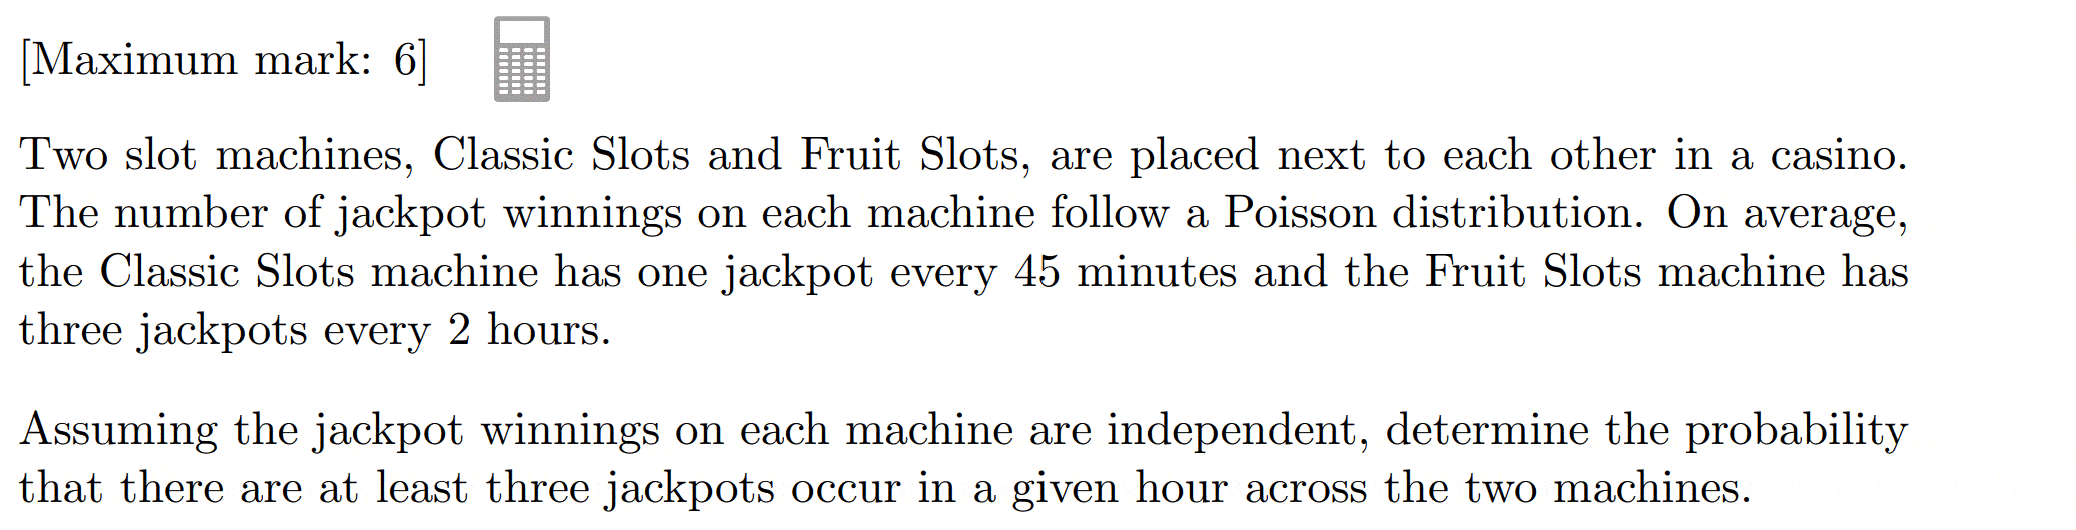 [Maximum mark: 6]
Two slot machines, Classic Slots and Fruit Slots, are placed next to each other in a casino.
The number of jackpot winnings on each machine follow a Poisson distribution. On average,
the Classic Slots machine has one jackpot every 45 minutes and the Fruit Slots machine has
three jackpots every 2 hours.
Assuming the jackpot winnings on each machine are independent, determine the probability
that there are at least three jackpots occur in a given hour across the two machines.